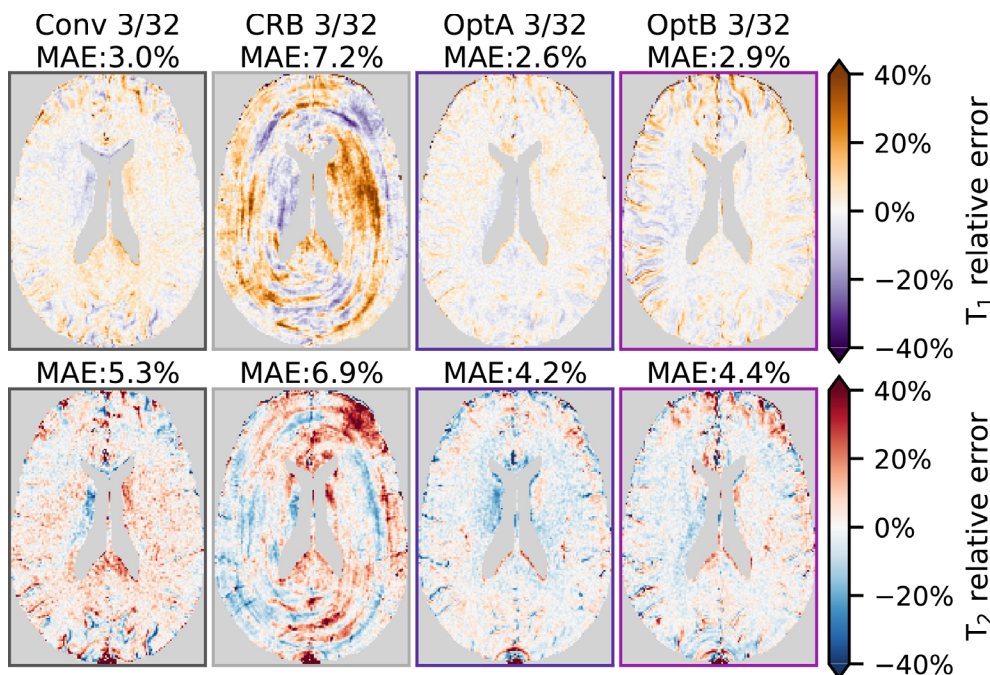 Conv 3/32 CRB 3/32 OptA 3/32 OptB 3/32
MAE:3.0% MAE:7.2% MAE:2.6% MAE:2.9%
40%
20%
0%
−20%
−40%
T₁ relative error
MAE:5.3% MAE:6.9% MAE:4.2% MAE:4.4%
40%
20%
0%
−20%
−40%
T₂ relative error